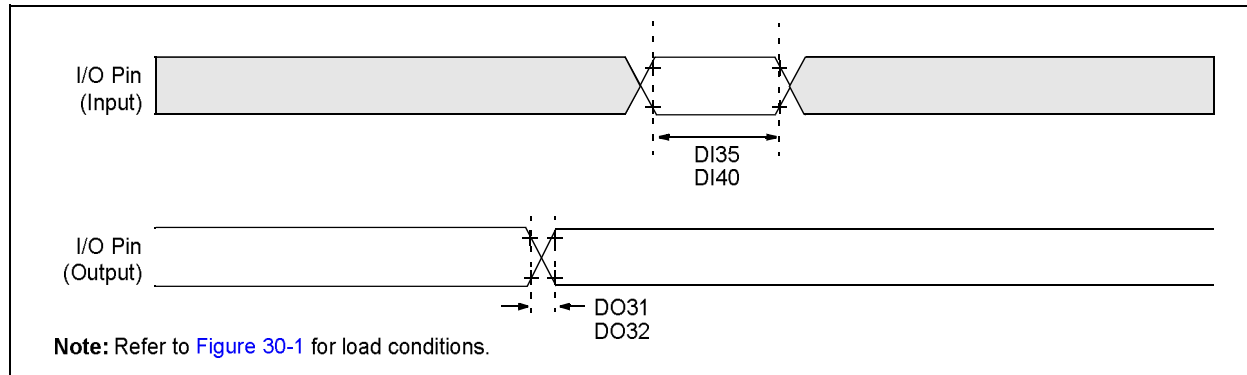 I/O Pin
(Input)
DI35
DI40
I/O Pin
(Output)
DO31
DO32
Note: Refer to Figure 30-1 for load conditions.